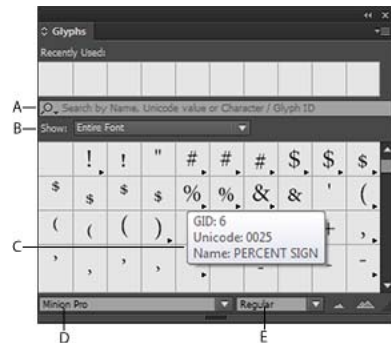 Glyphs
Recently Used:
A
Search by Name, Unicode value or Character / Glyph ID
B
Show: Entire Font
! ! " # # # $ $ $
$ $ $ $ % % & & ' (
( ( ( ) + ,
C
GID: 6
Unicode: 0025
Name: PERCENT SIGN
, , , , - - -
Minion Pro Regular
D E